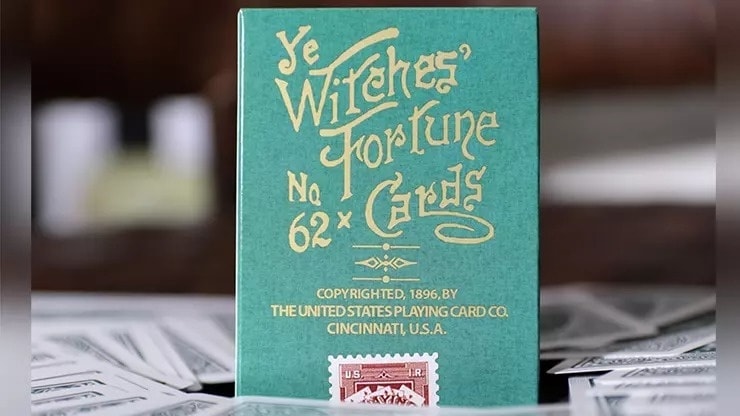 Ye
Witches'
Fortune
No
62x Cards
COPYRIGHTED, 1896, BY
THE UNITED STATES PLAYING CARD CO.
CINCINNATI, U.S.A.
U.S. I.R.